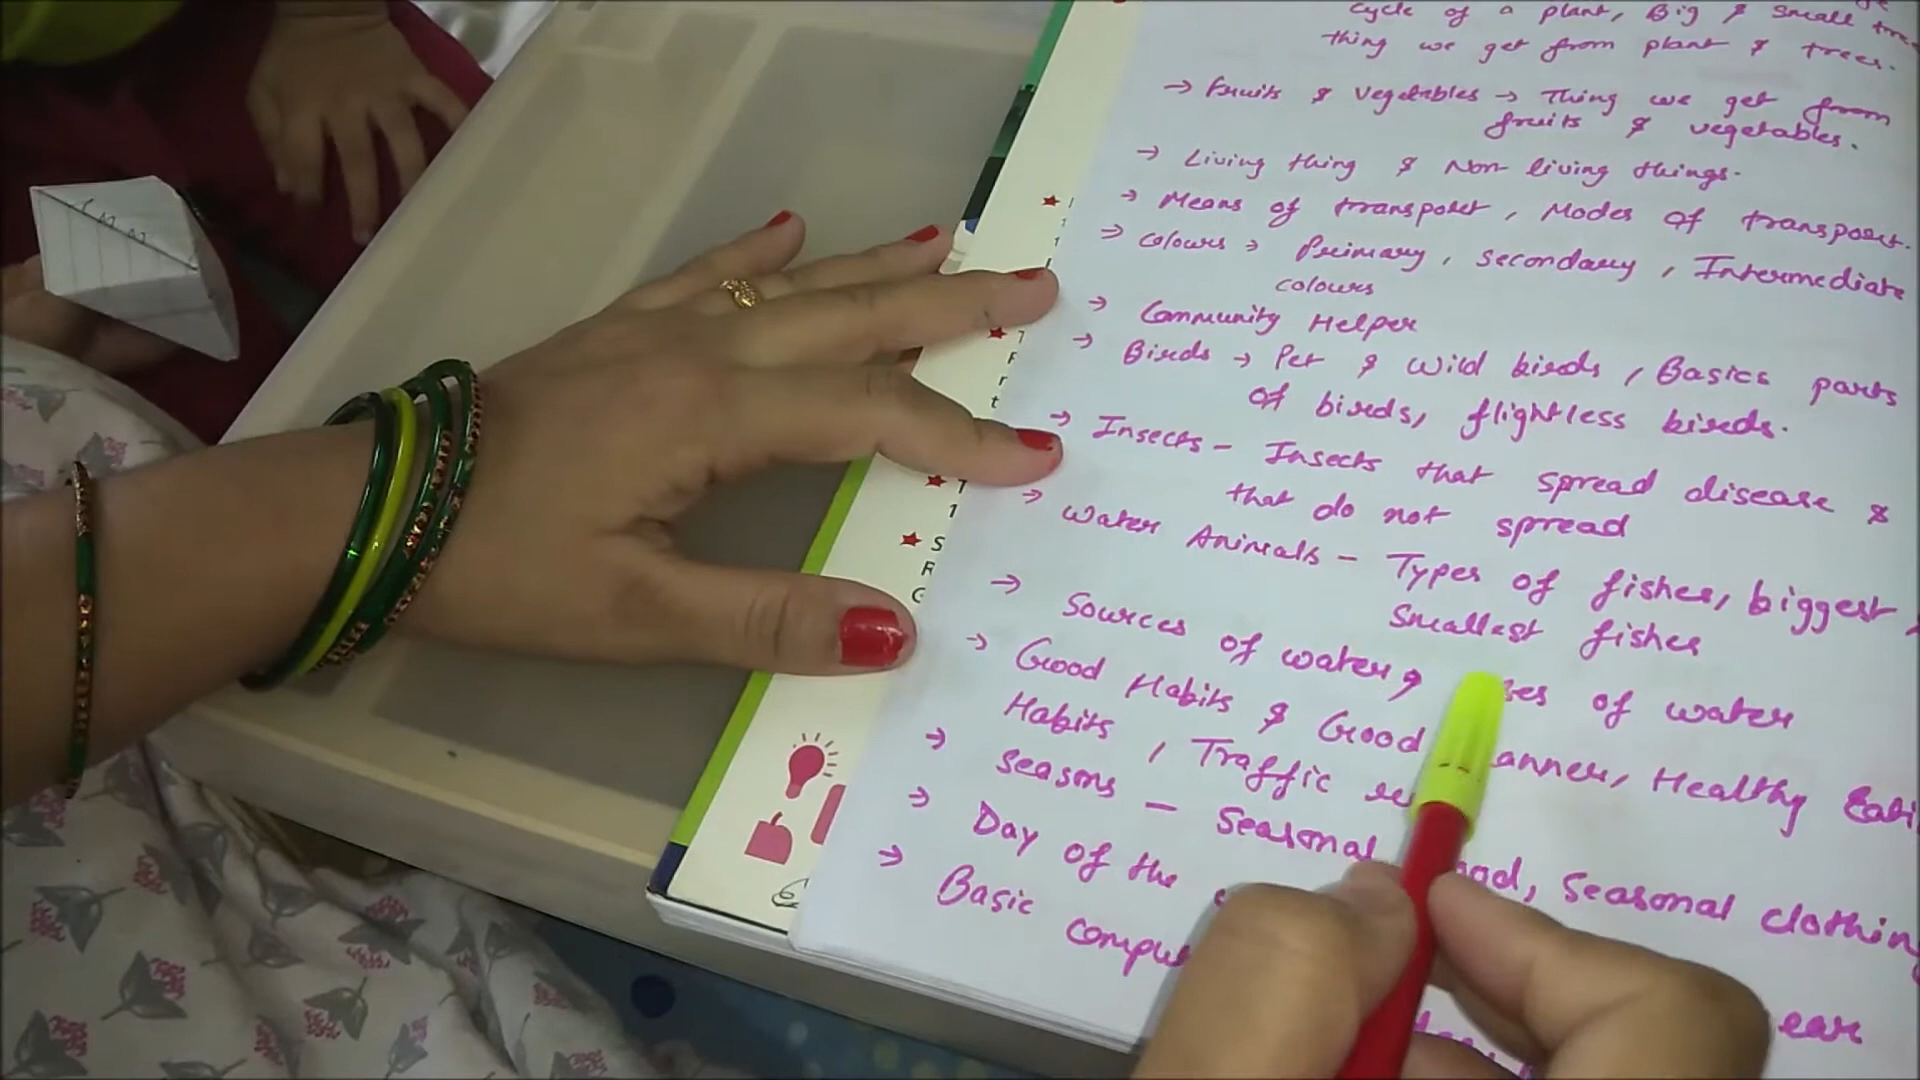 cycle of a plant, Big & small tree
thing we get from plant & trees.
→ Fruits & vegetables → Thing we get from
fruits & vegetables.
→ Living thing & Non living things.
→ Means of transport, Modes of transport.
→ colours → Primary, secondary, Intermediate
colours
→ Community Helper
→ Birds → Pet & Wild birds, Basics parts
of birds, flightless birds.
→ Insects - Insects that spread disease &
that do not spread
→ Water Animals - Types of fishes, biggest
smallest fishes
→ Sources of water, of water
→ Good Habits & Good Healthy
Habits, Traffic
→ Seasons - Seasonal Seasonal
→ Day of the
→ Basic